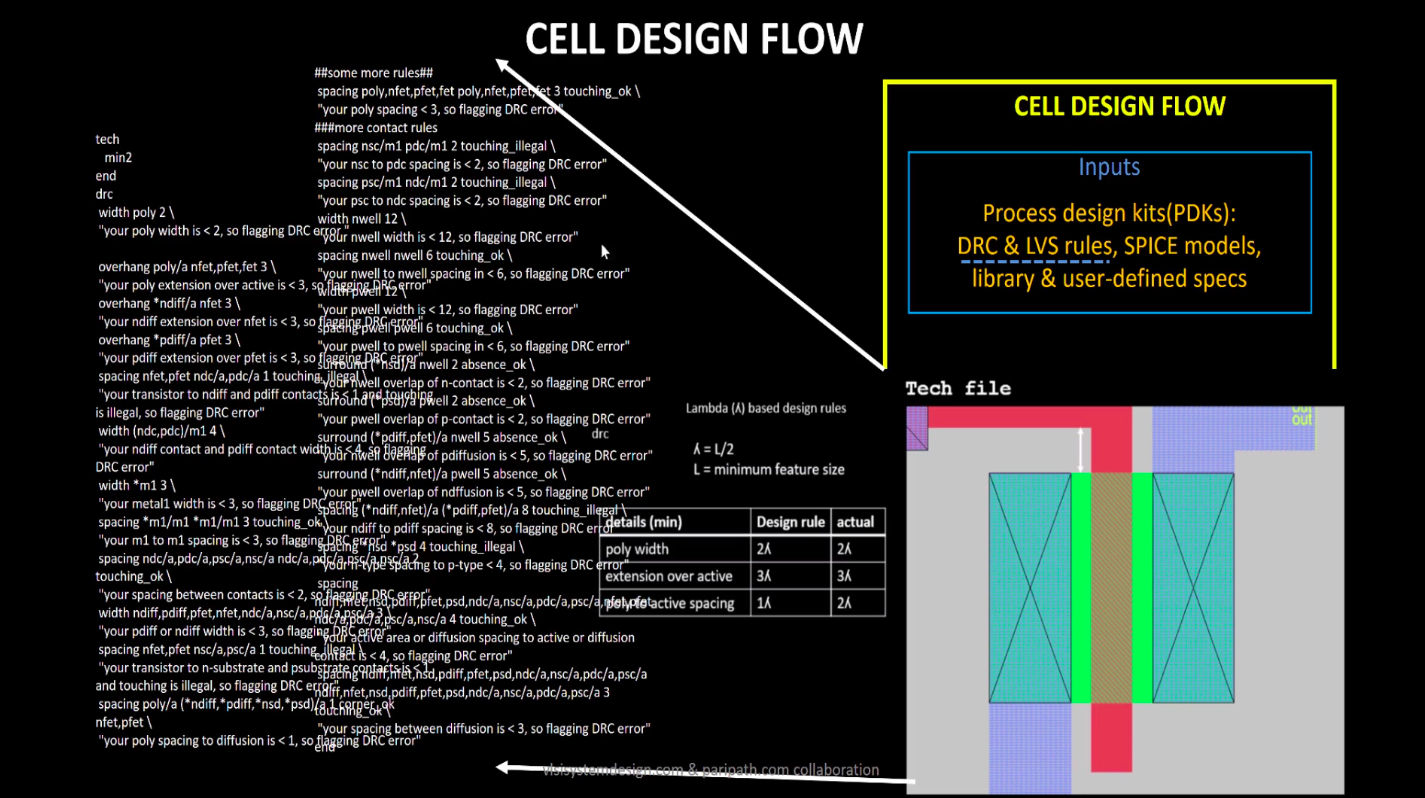 CELL DESIGN FLOW
tech
min2
end
drc
width poly 2 \
"your poly width is < 2, so flagging DRC error "
overhang poly/a nfet,pfet,fet 3 \
"your poly extension over active is < 3, so flagging DRC error"
overhang *ndiff/a nfet 3 \
"your ndiff extension over nfet is < 3, so flagging DRC error"
overhang *pdiff/a pfet 3 \
"your pdiff extension over pfet is < 3, so flagging DRC error"
spacing nfet,pfet ndc/a,pdc/a 1 touching_illegal \
"your transistor to ndiff and pdiff contacts is < 1 and touching
is illegal, so flagging DRC error"
width (ndc,pdc)/m1 4 \
"your ndiff contact and pdiff contact width is < 4, so flagging
DRC error"
width *m1 3 \
"your metal1 width is < 3, so flagging DRC error"
spacing *m1/m1 *m1/m1 3 touching_ok \
"your m1 to m1 spacing is < 3, so flagging DRC error"
spacing ndc/a,pdc/a,psc/a,nsc/a ndc/a,pdc/a,psc/a,nsc/a 2
touching_ok \
"your spacing between contacts is < 2, so flagging DRC error"
width ndiff,pdiff,pfet,nfet,ndc/a,nsc/a,pdc/a,psc/a 3 \
"your pdiff or ndiff width is < 3, so flagging DRC error"
spacing nfet,pfet nsc/a,psc/a 1 touching_illegal \
"your transistor to n-substrate and psubstrate contacts is < 1
and touching is illegal, so flagging DRC error"
spacing poly/a (*ndiff,*pdiff,*nsd,*psd)/a 1 corner_ok
nfet,pfet \
"your poly spacing to diffusion is < 1, so flagging DRC error"
##some more rules##
spacing poly,nfet,pfet,fet poly,nfet,pfet,fet 3 touching_ok \
"your poly spacing < 3, so flagging DRC error"
###more contact rules
spacing nsc/m1 pdc/m1 2 touching_illegal \
"your nsc to pdc spacing is < 2, so flagging DRC error"
spacing psc/m1 ndc/m1 2 touching_illegal \
"your psc to ndc spacing is < 2, so flagging DRC error"
width nwell 12 \
"your nwell width is < 12, so flagging DRC error"
spacing nwell nwell 6 touching_ok \
"your nwell to nwell spacing in < 6, so flagging DRC error"
width pwell 12 \
"your pwell width is < 12, so flagging DRC error"
spacing pwell pwell 6 touching_ok \
"your pwell to pwell spacing in < 6, so flagging DRC error"
surround (*nsd)/a nwell 2 absence_ok \
"your nwell overlap of n-contact is < 2, so flagging DRC error"
surround (*psd)/a pwell 2 absence_ok \
"your pwell overlap of p-contact is < 2, so flagging DRC error"
surround (*pdiff,pfet)/a nwell 5 absence_ok \
"your nwell overlap of pdiffusion is < 5, so flagging DRC error"
surround (*ndiff,nfet)/a pwell 5 absence_ok \
"your pwell overlap of ndffusion is < 5, so flagging DRC error"
spacing (*ndiff,nfet)/a (*pdiff,pfet)/a 8 touching_illegal \
"your ndiff to pdiff spacing is < 8, so flagging DRC error
spacing *nsd *psd 4 touching_illegal \
"your n-type spacing to p-type < 4, so flagging DRC error"
spacing
ndiff,nfet,nsd,pdiff,pfet,psd,ndc/a,nsc/a,pdc/a,psc/a,nfet,pfet
ndc/a,pdc/a,psc/a,nsc/a 4 touching_ok \
"your active area or diffusion spacing to active or diffusion
contact is < 4, so flagging DRC error"
spacing ndiff,nfet,nsd,pdiff,pfet,psd,ndc/a,nsc/a,pdc/a,psc/a
ndiff,nfet,nsd,pdiff,pfet,psd,ndc/a,nsc/a,pdc/a,psc/a 3
touching_ok \
"your spacing between diffusion is < 3, so flagging DRC error"
end
drc
Lambda (λ) based design rules
λ = L/2
L = minimum feature size
details (min) Design rule actual
poly width 2λ 2λ
extension over active 3λ 3λ
poly to active spacing 1λ 2λ
CELL DESIGN FLOW
Inputs
Process design kits(PDKs):
DRC & LVS rules, SPICE models,
library & user-defined specs
Tech file
out
out
vlsisystemdesign.com & paripath.com collaboration